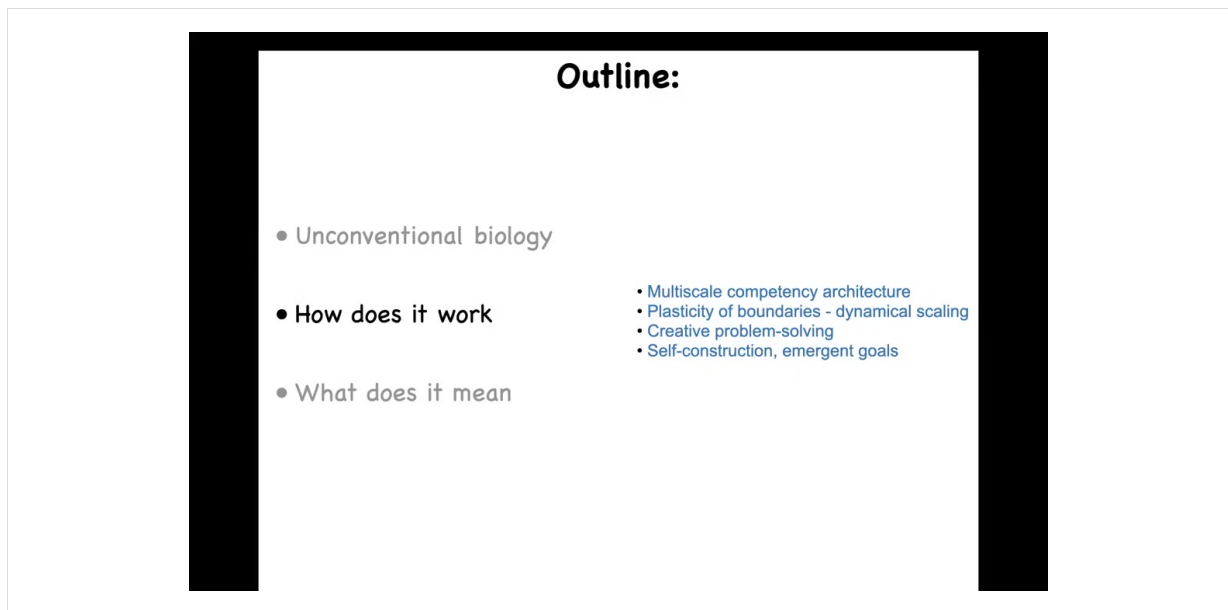 Outline:
• Unconventional biology
• How does it work
• Multiscale competency architecture
• Plasticity of boundaries - dynamical scaling
• Creative problem-solving
• Self-construction, emergent goals
• What does it mean